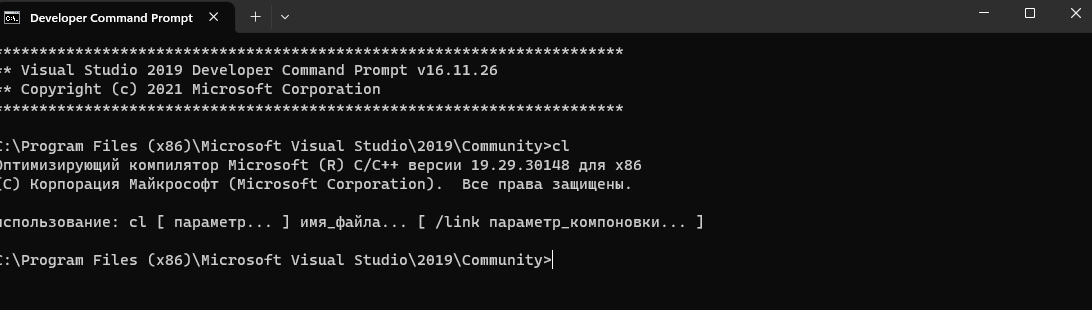 Developer Command Prompt
**********************************************************************
** Visual Studio 2019 Developer Command Prompt v16.11.26
** Copyright (c) 2021 Microsoft Corporation
**********************************************************************
C:\Program Files (x86)\Microsoft Visual Studio\2019\Community>cl
Оптимизирующий компилятор Microsoft (R) C/C++ версии 19.29.30148 для x86
(C) Корпорация Майкрософт (Microsoft Corporation).  Все права защищены.
использование: cl [ параметр... ] имя_файла... [ /link параметр_компоновки... ]
C:\Program Files (x86)\Microsoft Visual Studio\2019\Community>